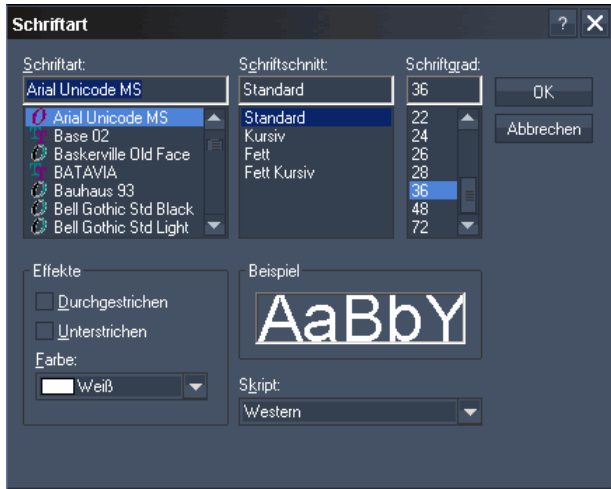 Schriftart
?
Schriftart:
Arial Unicode MS
Arial Unicode MS
Base 02
Baskerville Old Face
BATAVIA
Bauhaus 93
Bell Gothic Std Black
Bell Gothic Std Light
Schriftschnitt:
Standard
Standard
Kursiv
Fett
Fett Kursiv
Schriftgrad:
36
22
24
26
28
36
48
72
OK
Abbrechen
Effekte
Durchgestrichen
Unterstrichen
Farbe:
Weiß
Beispiel
AaBbY
Skript:
Western